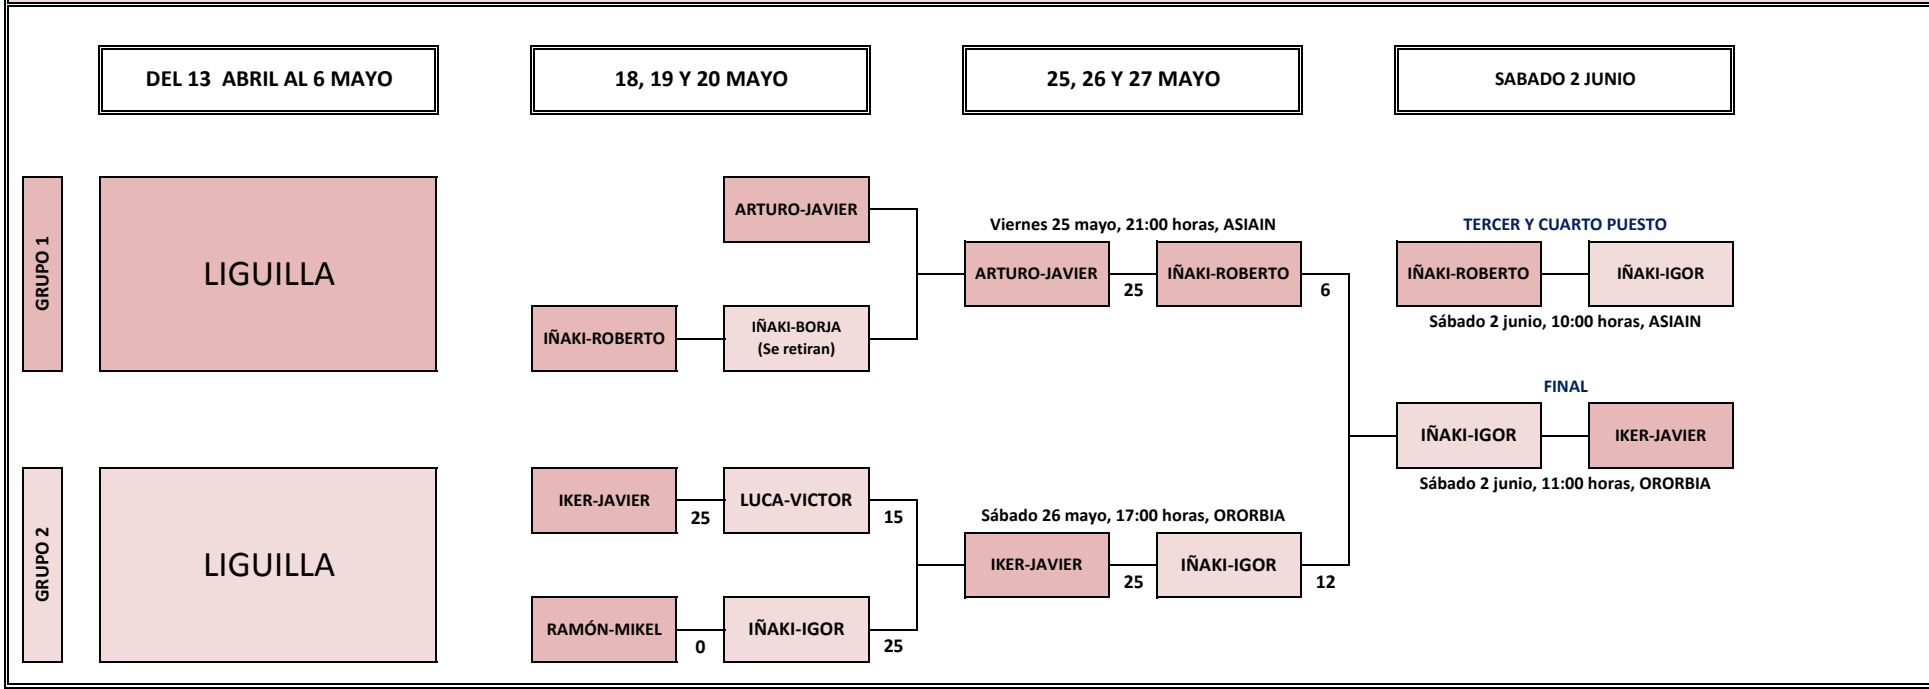 DEL 13 ABRIL AL 6 MAYO
18, 19 Y 20 MAYO
25, 26 Y 27 MAYO
SABADO 2 JUNIO
GRUPO 1
LIGUILLA
ARTURO-JAVIER
IÑAKI-ROBERTO
IÑAKI-BORJA
(Se retiran)
Viernes 25 mayo, 21:00 horas, ASIAIN
ARTURO-JAVIER
25
IÑAKI-ROBERTO
6
TERCER Y CUARTO PUESTO
IÑAKI-ROBERTO
IÑAKI-IGOR
Sábado 2 junio, 10:00 horas, ASIAIN
FINAL
IÑAKI-IGOR
IKER-JAVIER
Sábado 2 junio, 11:00 horas, ORORBIA
GRUPO 2
LIGUILLA
IKER-JAVIER
25
LUCA-VICTOR
15
RAMÓN-MIKEL
0
IÑAKI-IGOR
25
Sábado 26 mayo, 17:00 horas, ORORBIA
IKER-JAVIER
25
IÑAKI-IGOR
12